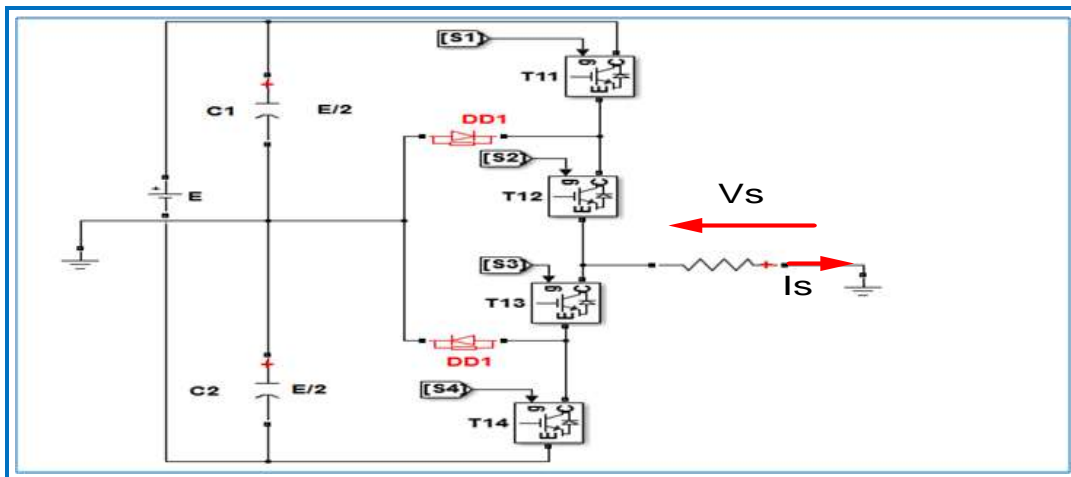 [S1]
g C
T11
E
C1 E/2
DD1
[S2]
g C
T12
E
E
Vs
[S3]
g C
Is
T13
E
DD1
C2 E/2
[S4]
g C
T14
E